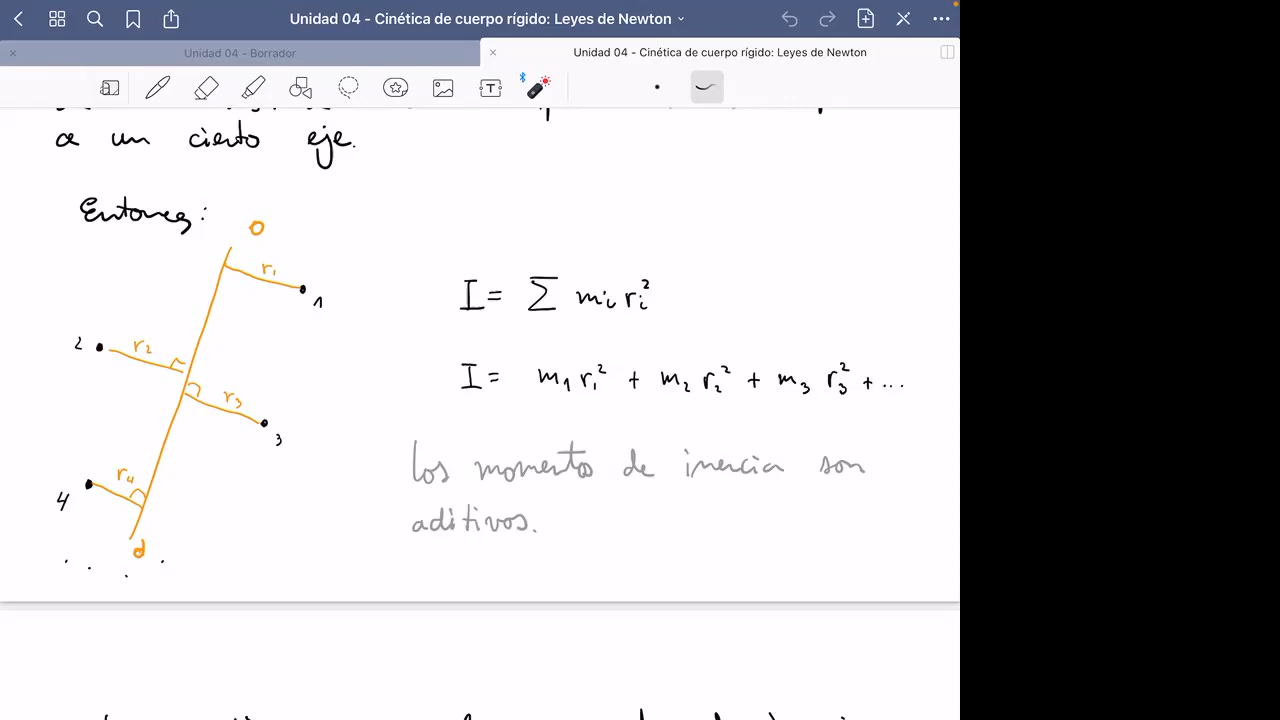 Unidad 04 - Cinética de cuerpo rígido: Leyes de Newton
Unidad 04 - Borrador
Unidad 04 - Cinética de cuerpo rígido: Leyes de Newton
a un cierto eje.
Entonces:
O
r₁
1
2
r₂
r₃
3
r₄
4
d
I = ∑ mᵢ rᵢ²
I = m₁ r₁² + m₂ r₂² + m₃ r₃² + ...
Los momentos de inercia son
aditivos.